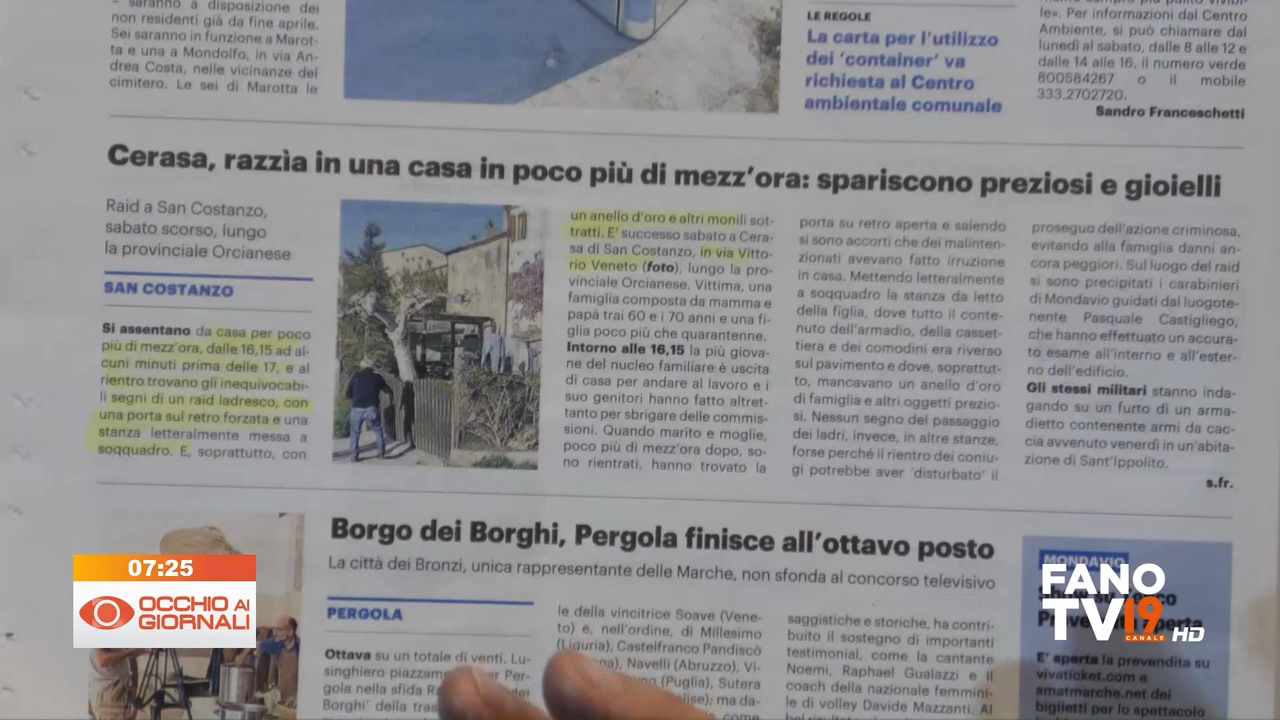 – saranno a disposizione dei
non residenti già da fine aprile.
Sei saranno in funzione a Marot-
ta e una a Mondolfo, in via An-
drea Costa, nelle vicinanze del
cimitero. Le sei di Marotta le
LE REGOLE
La carta per l'utilizzo
dei 'container' va
richiesta al Centro
ambientale comunale
le». Per informazioni dal Centro
Ambiente, si può chiamare dal
lunedì al sabato, dalle 8 alle 12 e
dalle 14 alle 16, il numero verde
800584267 o il mobile
333.2702720.
Sandro Franceschetti
Cerasa, razzìa in una casa in poco più di mezz'ora: spariscono preziosi e gioielli
Raid a San Costanzo,
sabato scorso, lungo
la provinciale Orcianese
SAN COSTANZO
Si assentano da casa per poco
più di mezz'ora, dalle 16,15 ad al-
cuni minuti prima delle 17, e al
rientro trovano gli inequivocabi-
li segni di un raid ladresco, con
una porta sul retro forzata e una
stanza letteralmente messa a
soqquadro. E, soprattutto, con
un anello d'oro e altri monili sot-
tratti. E' successo sabato a Cera-
sa di San Costanzo, in via Vitto-
rio Veneto (foto), lungo la pro-
vinciale Orcianese. Vittima, una
famiglia composta da mamma e
papà trai 60 e i 70 anni e una fi-
glia poco più che quarantenne.
Intorno alle 16,15 la più giova-
ne del nucleo familiare è uscita
di casa per andare al lavoro e i
suo genitori hanno fatto altret-
tanto per sbrigare delle commis-
sioni. Quando marito e moglie,
poco più di mezz'ora dopo, so-
no rientrati, hanno trovato la
porta su retro aperta e salendo
si sono accorti che dei malinten-
zionati avevano fatto irruzione
in casa. Mettendo letteralmente
a soqquadro la stanza da letto
della figlia, dove tutto il conte-
nuto dell'armadio, della casset-
tiera e dei comodini era riverso
sul pavimento e dove, soprattut-
to, mancavano un anello d'oro
di famiglia e altri oggetti prezio-
si. Nessun segno del passaggio
dei ladri, invece, in altre stanze,
forse perché il rientro dei coniu-
gi potrebbe aver 'disturbato' il
proseguo dell'azione criminosa,
evitando alla famiglia danni an-
cora peggiori. Sul luogo del raid
si sono precipitati i carabinieri
di Mondavio guidati dal luogote-
nente Pasquale Castigliego,
che hanno effettuato un accura-
to esame all'interno e all'ester-
no dell'edificio.
Gli stessi militari stanno inda-
gando su un furto di un arma-
dietto contenente armi da cac-
cia avvenuto venerdì in un'abita-
zione di Sant'Ippolito.
s.fr.
Borgo dei Borghi, Pergola finisce all'ottavo posto
La città dei Bronzi, unica rappresentante delle Marche, non sfonda al concorso televisivo
PERGOLA
Ottava su un totale di venti. Lu-
singhiero piazzam per Per-
gola nella sfida dei
Borghi' della
le della vincitrice Soave (Vene-
to) e, nell'ordine, di Millesimo
(Liguria), Castelfranco Piandiscò
Navelli (Abruzzo), Vi-
(Puglia), Sutera
ma da-
come
saggistiche e storiche, ha contri-
buito il sostegno di importanti
testimonial, come la cantante
Noemi, Raphael Gualazzi e il
coach della nazionale femmini-
le di volley Davide Mazzanti. Al
MONDAVIO
E' aperta la prevendita su
vivaticket.com e
amatmarche.net dei
biglietti per lo spettacolo
07:25
OCCHIO AI
GIORNALI
FANO
TV19
CANALE
HD